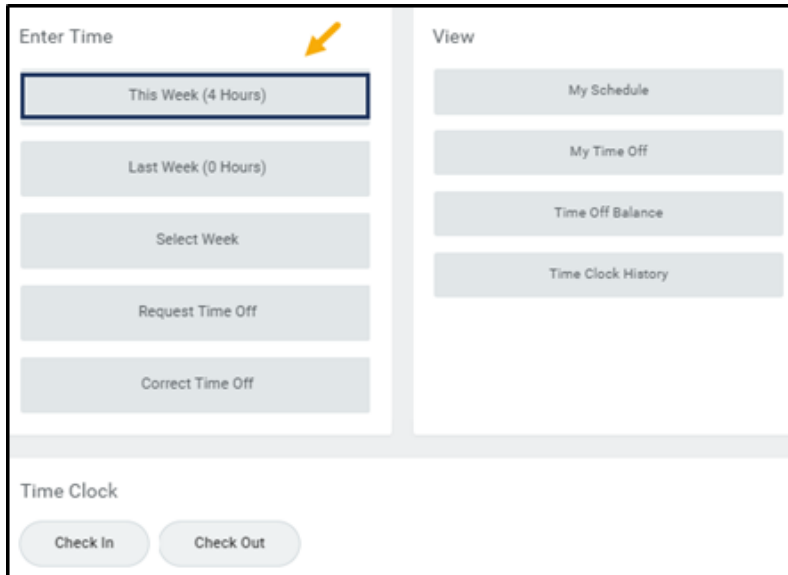 Enter Time
This Week (4 Hours)
Last Week (0 Hours)
Select Week
Request Time Off
Correct Time Off
View
My Schedule
My Time Off
Time Off Balance
Time Clock History
Time Clock
Check In
Check Out